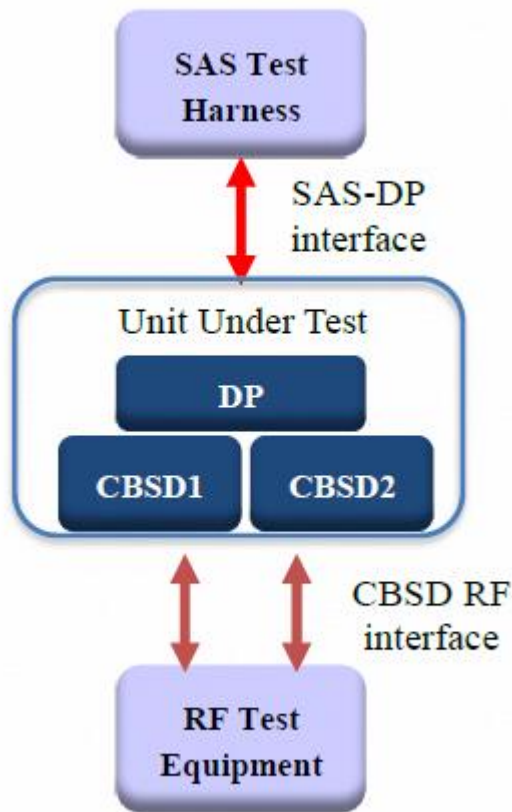 SAS Test
Harness
SAS-DP
interface
Unit Under Test
DP
CBSD1
CBSD2
CBSD RF
interface
RF Test
Equipment